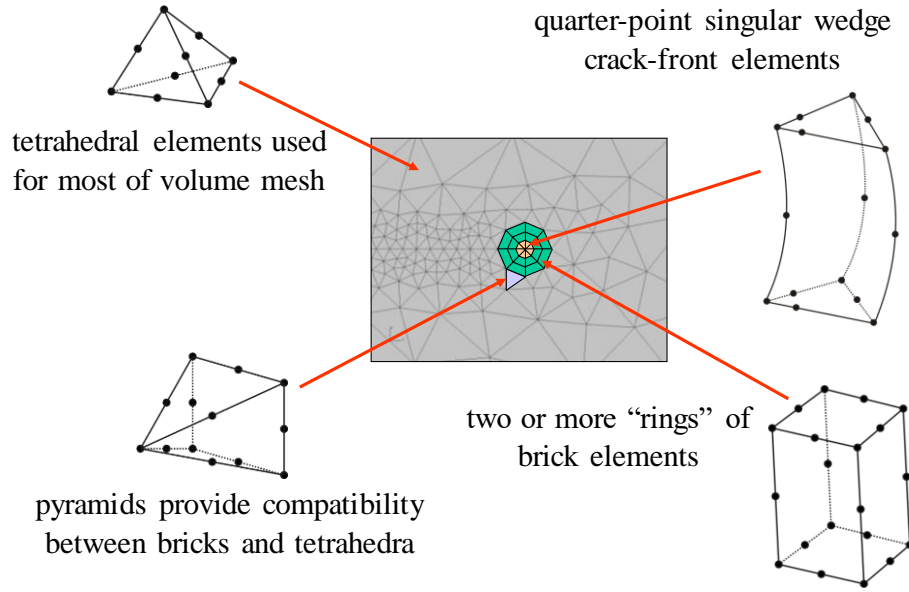 quarter-point singular wedge
crack-front elements
tetrahedral elements used
for most of volume mesh
two or more “rings” of
brick elements
pyramids provide compatibility
between bricks and tetrahedra